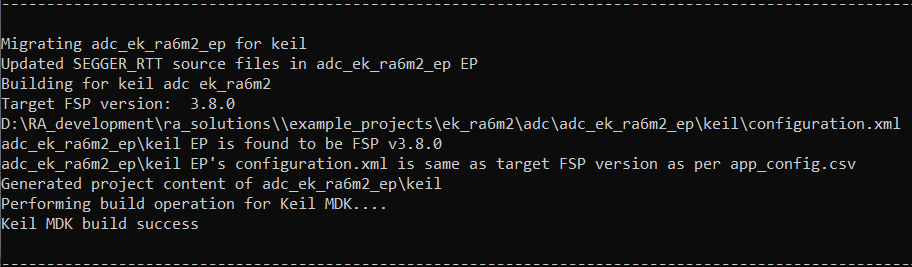 --------------------------------------------------------------------------------------------------
Migrating adc_ek_ra6m2_ep for keil
Updated SEGGER_RTT source files in adc_ek_ra6m2_ep EP
Building for keil adc ek_ra6m2
Target FSP version:  3.8.0
D:\RA_development\ra_solutions\\example_projects\ek_ra6m2\adc\adc_ek_ra6m2_ep\keil\configuration.xml
adc_ek_ra6m2_ep\keil EP is found to be FSP v3.8.0
adc_ek_ra6m2_ep\keil EP's configuration.xml is same as target FSP version as per app_config.csv
Generated project content of adc_ek_ra6m2_ep\keil
Performing build operation for Keil MDK....
Keil MDK build success
--------------------------------------------------------------------------------------------------